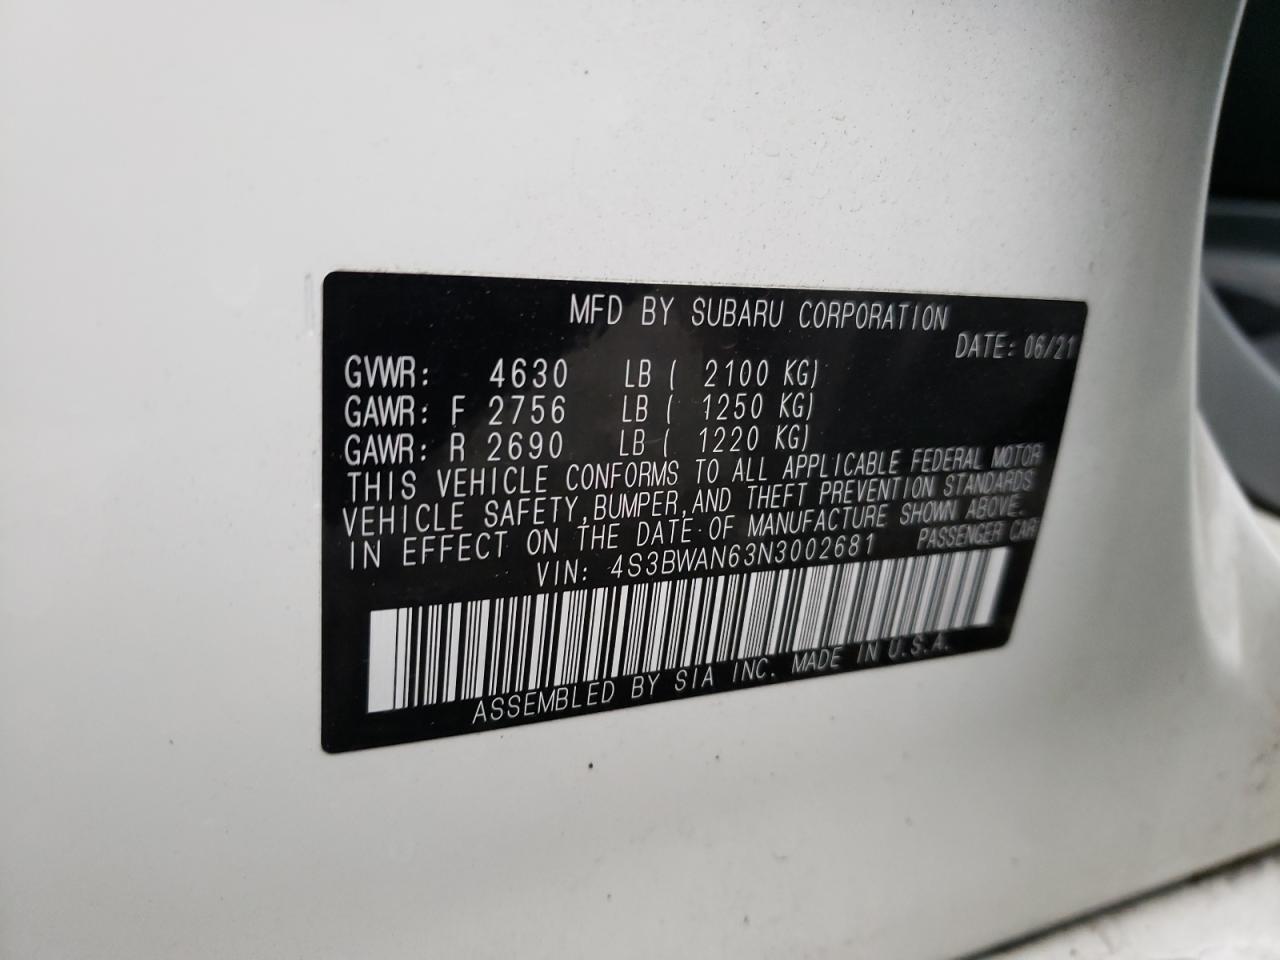 MFD BY SUBARU CORPORATION
DATE: 06/21
GVWR: 4630 LB ( 2100 KG)
GAWR: F 2756 LB ( 1250 KG)
GAWR: R 2690 LB ( 1220 KG)
THIS VEHICLE CONFORMS TO ALL APPLICABLE FEDERAL MOTOR
VEHICLE SAFETY, BUMPER, AND THEFT PREVENTION STANDARDS
IN EFFECT ON THE DATE OF MANUFACTURE SHOWN ABOVE.
VIN: 4S3BWAN63N3002681 PASSENGER CAR
ASSEMBLED BY SIA INC. MADE IN U.S.A.